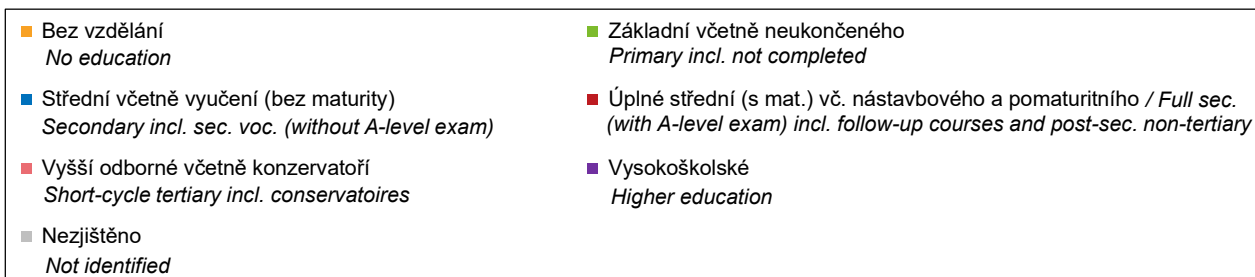 Bez vzdělání
No education
Základní včetně neukončeného
Primary incl. not completed
Střední včetně vyučení (bez maturity)
Secondary incl. sec. voc. (without A-level exam)
Úplné střední (s mat.) vč. nástavbového a pomaturitního / Full sec.
(with A-level exam) incl. follow-up courses and post-sec. non-tertiary
Vyšší odborné včetně konzervatoří
Short-cycle tertiary incl. conservatoires
Vysokoškolské
Higher education
Nezjištěno
Not identified